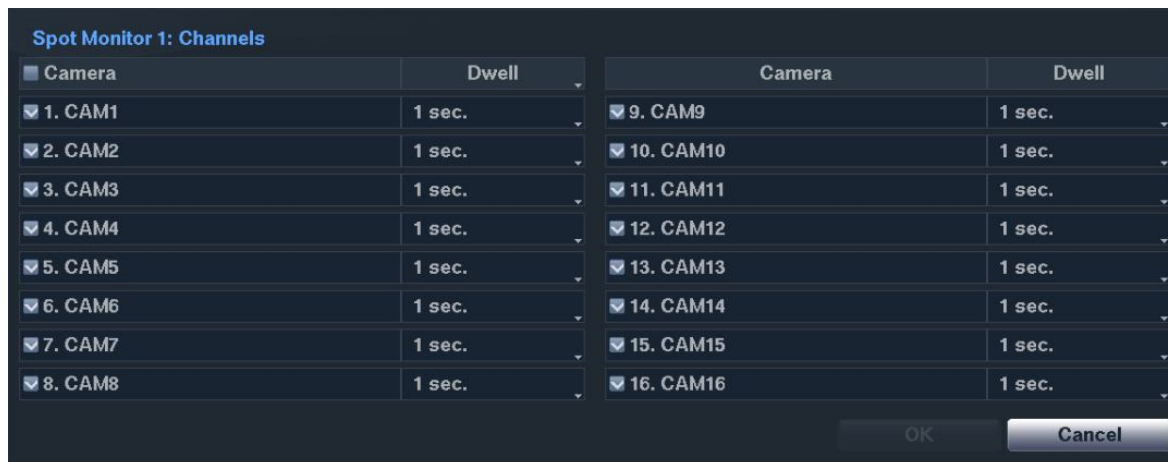 Spot Monitor 1: Channels
Camera Dwell Camera Dwell
1. CAM1 1 sec. 9. CAM9 1 sec.
2. CAM2 1 sec. 10. CAM10 1 sec.
3. CAM3 1 sec. 11. CAM11 1 sec.
4. CAM4 1 sec. 12. CAM12 1 sec.
5. CAM5 1 sec. 13. CAM13 1 sec.
6. CAM6 1 sec. 14. CAM14 1 sec.
7. CAM7 1 sec. 15. CAM15 1 sec.
8. CAM8 1 sec. 16. CAM16 1 sec.
OK Cancel